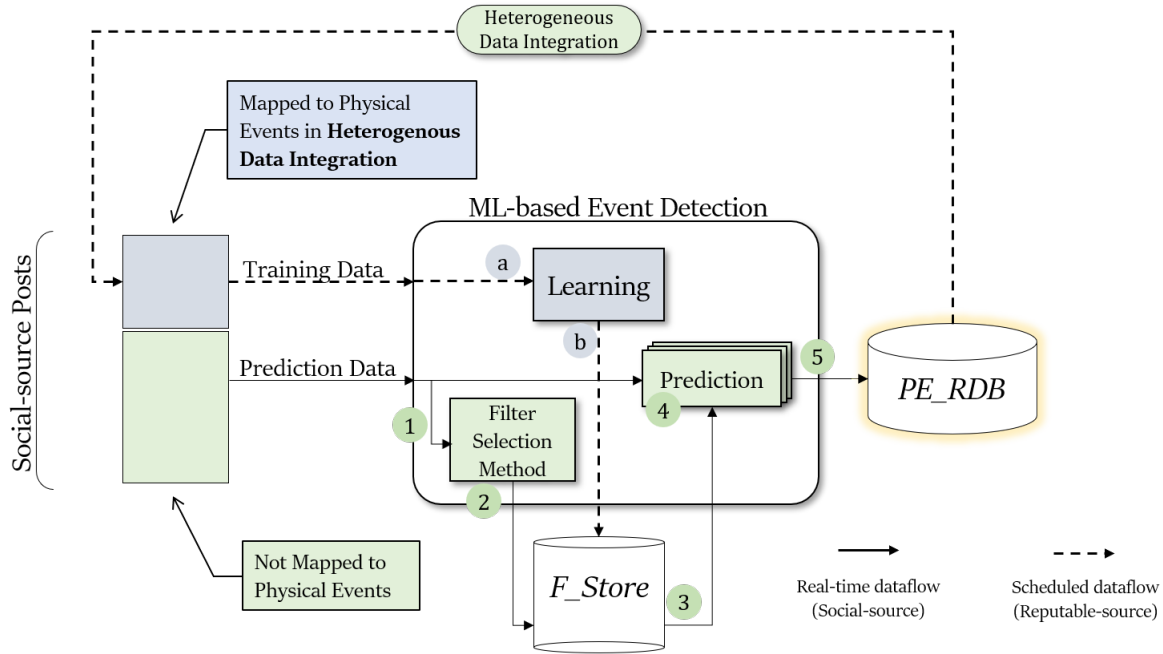 Heterogeneous
Data Integration
Mapped to Physical
Events in Heterogenous
Data Integration
ML-based Event Detection
Social-source Posts
Training Data
a
Learning
b
Prediction Data
Prediction
4
5
PE_RDB
1
Filter
Selection
Method
2
Not Mapped to
Physical Events
F_Store
3
Real-time dataflow
(Social-source)
Scheduled dataflow
(Reputable-source)